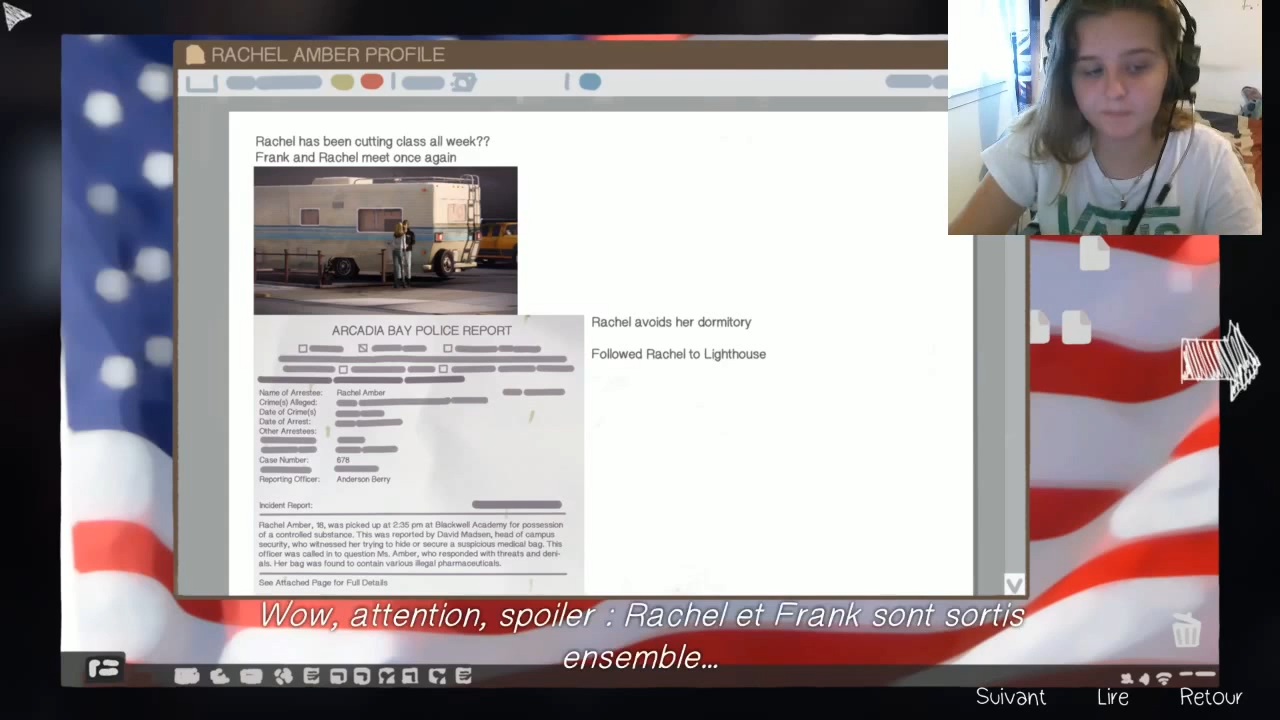 RACHEL AMBER PROFILE
Rachel has been cutting class all week??
Frank and Rachel meet once again
ARCADIA BAY POLICE REPORT
Name of Arrestee: Rachel Amber
Crime(s) Alleged:
Date of Crime(s)
Date of Arrest:
Other Arrestees:
Case Number: 678
Reporting Officer: Anderson Berry
Incident Report:
Rachel Amber, 18, was picked up at 2:35 pm at Blackwell Academy for possession
of a controlled substance. This was reported by David Madsen, head of campus
security, who witnessed her trying to hide or secure a suspicious medical bag. This
officer was called in to question Ms. Amber, who responded with threats and deni-
als. Her bag was found to contain various illegal pharmaceuticals.
See Attached Page for Full Details
Rachel avoids her dormitory
Followed Rachel to Lighthouse
Wow, attention, spoiler : Rachel et Frank sont sortis
ensemble...
Suivant Lire Retour